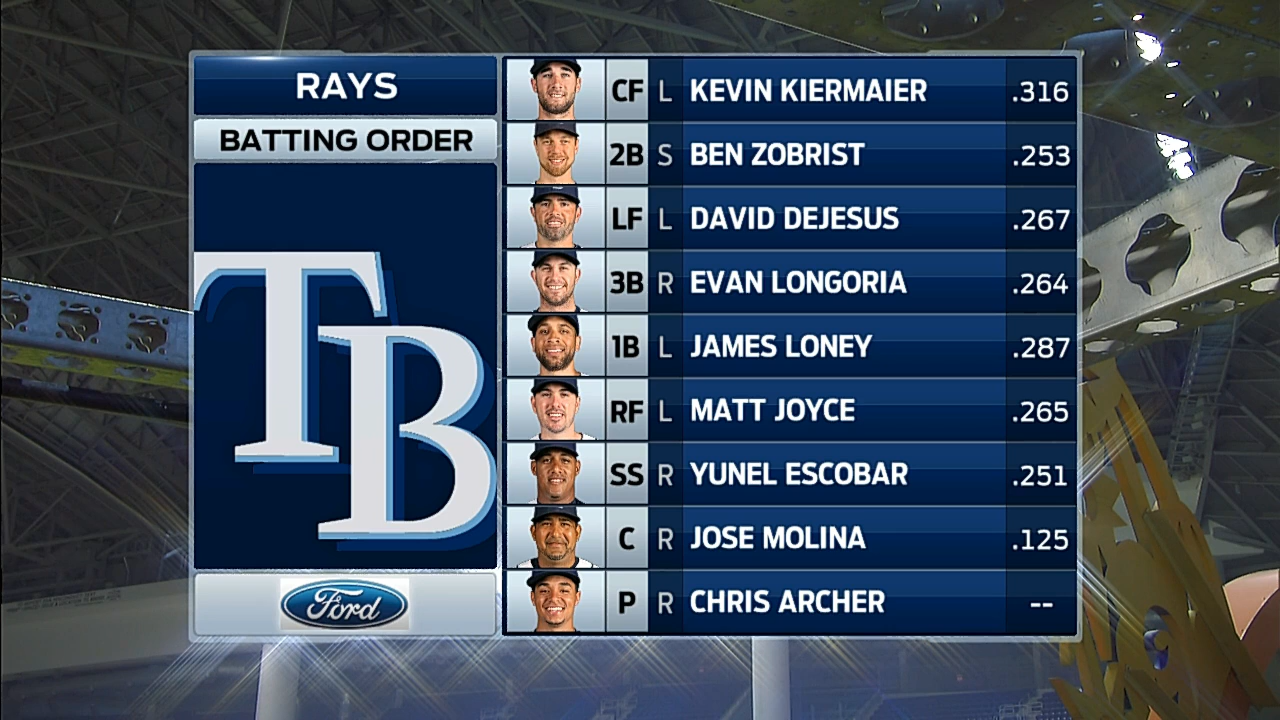 RAYS
BATTING ORDER
TB
Ford
CF L KEVIN KIERMAIER .316
2B S BEN ZOBRIST .253
LF L DAVID DEJESUS .267
3B R EVAN LONGORIA .264
1B L JAMES LONEY .287
RF L MATT JOYCE .265
SS R YUNEL ESCOBAR .251
C R JOSE MOLINA .125
P R CHRIS ARCHER --